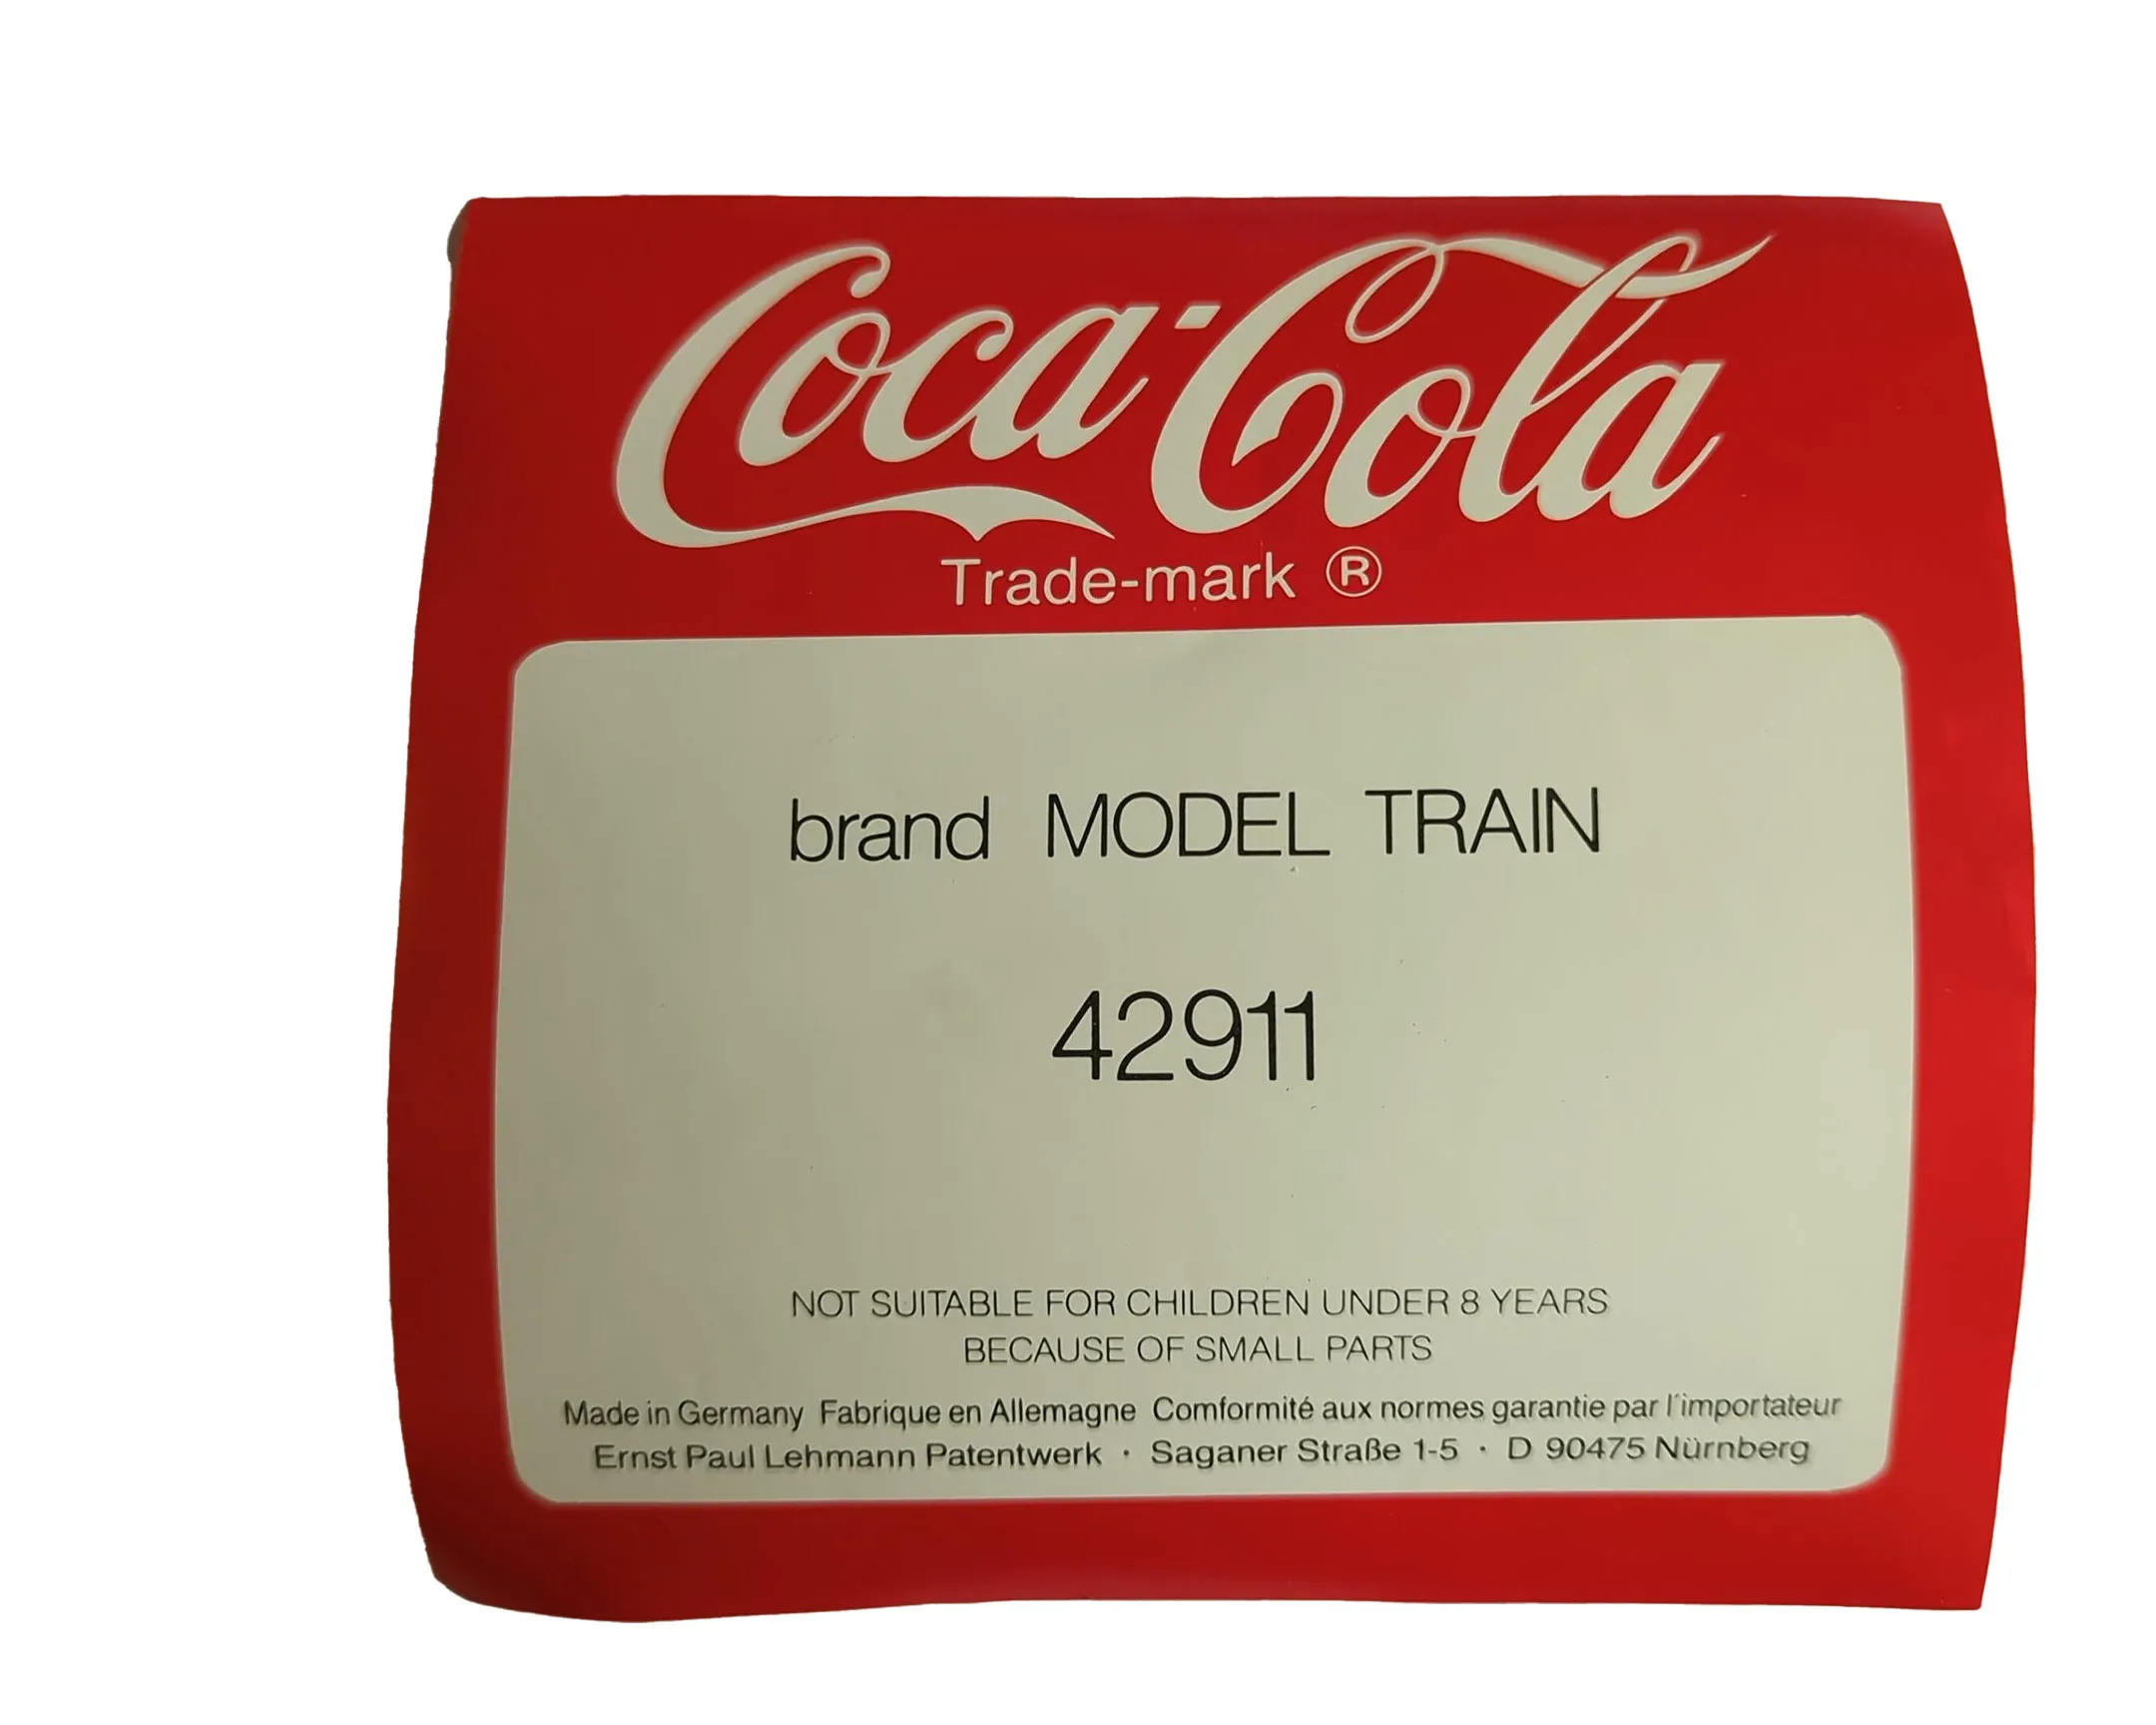 Coca-Cola
Trade-mark ®
brand MODEL TRAIN
42911
NOT SUITABLE FOR CHILDREN UNDER 8 YEARS
BECAUSE OF SMALL PARTS
Made in Germany Fabrique en Allemagne Comformité aux normes garantie par l'importateur
Ernst Paul Lehmann Patentwerk · Saganer Straße 1-5 · D 90475 Nürnberg